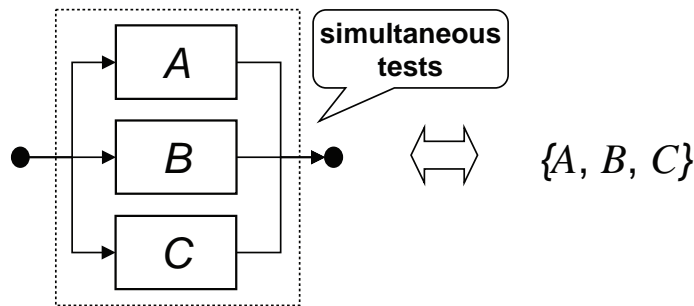 A
simultaneous
tests
B
{A, B, C}
C